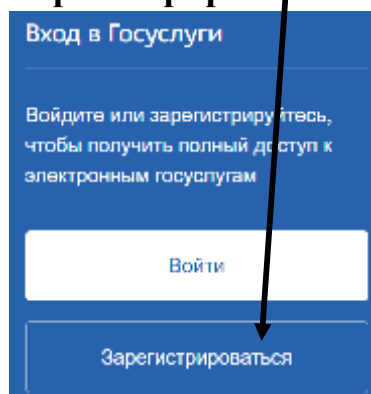 Вход в Госуслуги
Войдите или зарегистрируйтесь,
чтобы получить полный доступ к
электронным госуслугам
Войти
Зарегистрироваться